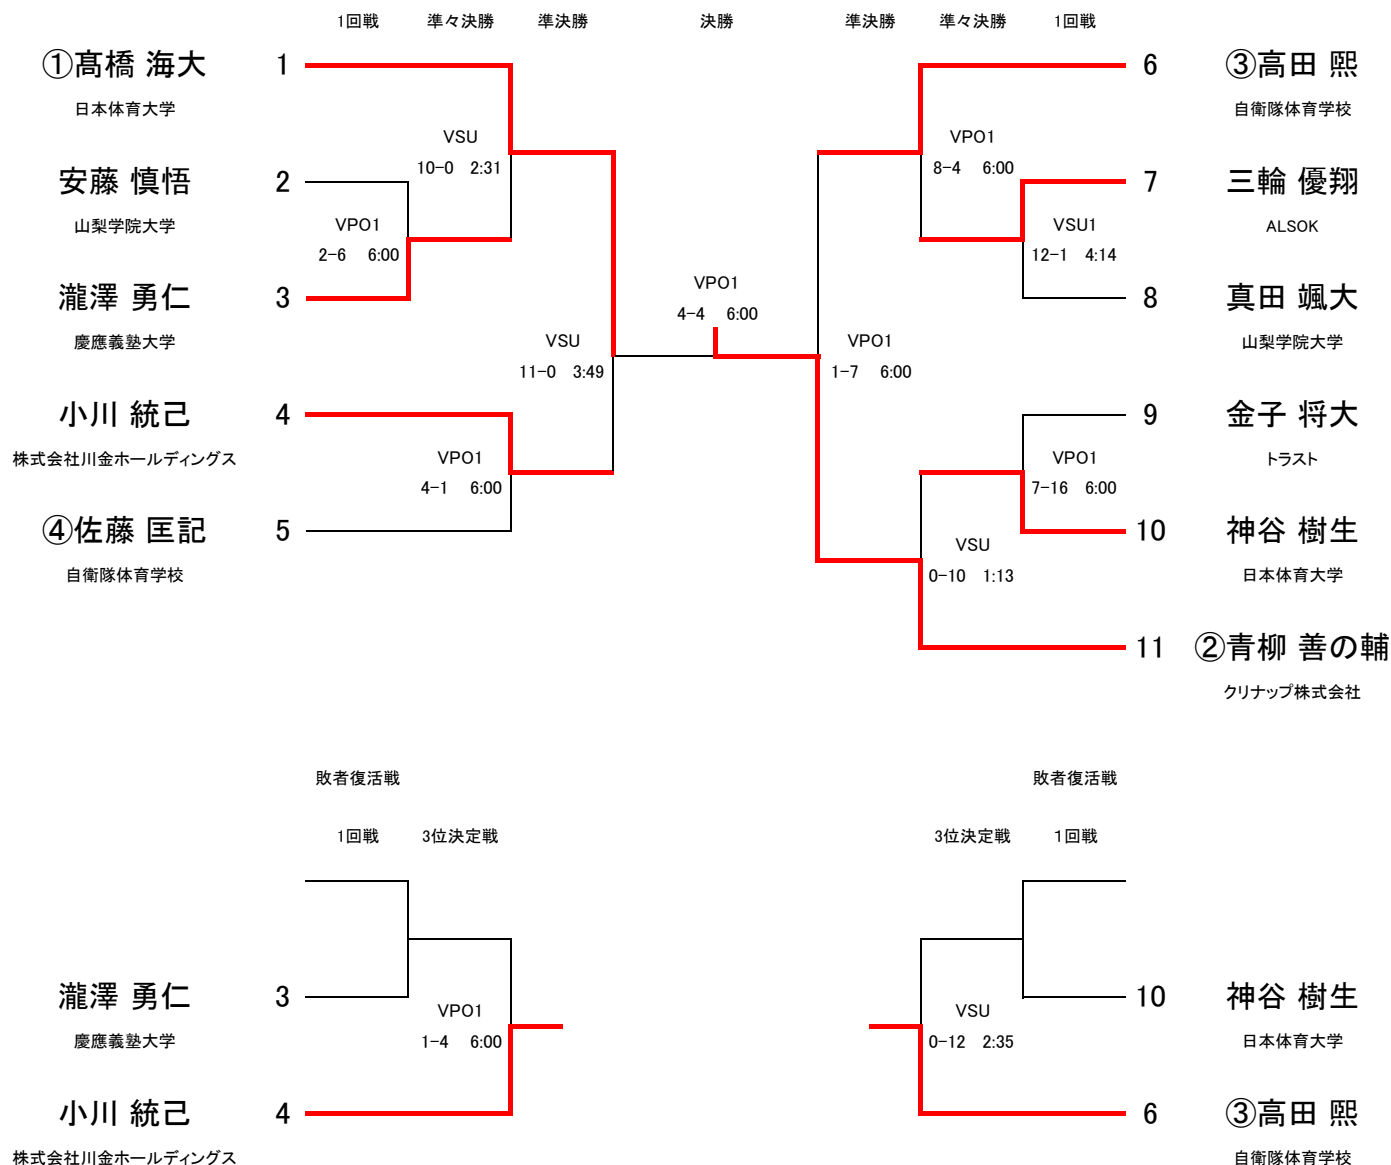 1回戦 準々決勝 準決勝 決勝 準決勝 準々決勝 1回戦
①髙橋 海大 1
日本体育大学
6 ③高田 熙
自衛隊体育学校
VSU
10-0 2:31
VPO1
8-4 6:00
安藤 慎悟 2
山梨学院大学
7 三輪 優翔
ALSOK
VPO1
2-6 6:00
VSU1
12-1 4:14
瀧澤 勇仁 3
慶應義塾大学
VPO1
4-4 6:00
8 真田 颯大
山梨学院大学
VSU
11-0 3:49
VPO1
1-7 6:00
小川 統己 4
株式会社川金ホールディングス
9 金子 将大
トラスト
VPO1
4-1 6:00
VPO1
7-16 6:00
④佐藤 匡記 5
自衛隊体育学校
10 神谷 樹生
日本体育大学
VSU
0-10 1:13
11 ②青柳 善の輔
クリナップ株式会社
敗者復活戦 敗者復活戦
1回戦 3位決定戦 3位決定戦 1回戦
瀧澤 勇仁 3
慶應義塾大学
10 神谷 樹生
日本体育大学
VPO1
1-4 6:00
VSU
0-12 2:35
小川 統己 4
株式会社川金ホールディングス
6 ③高田 熙
自衛隊体育学校